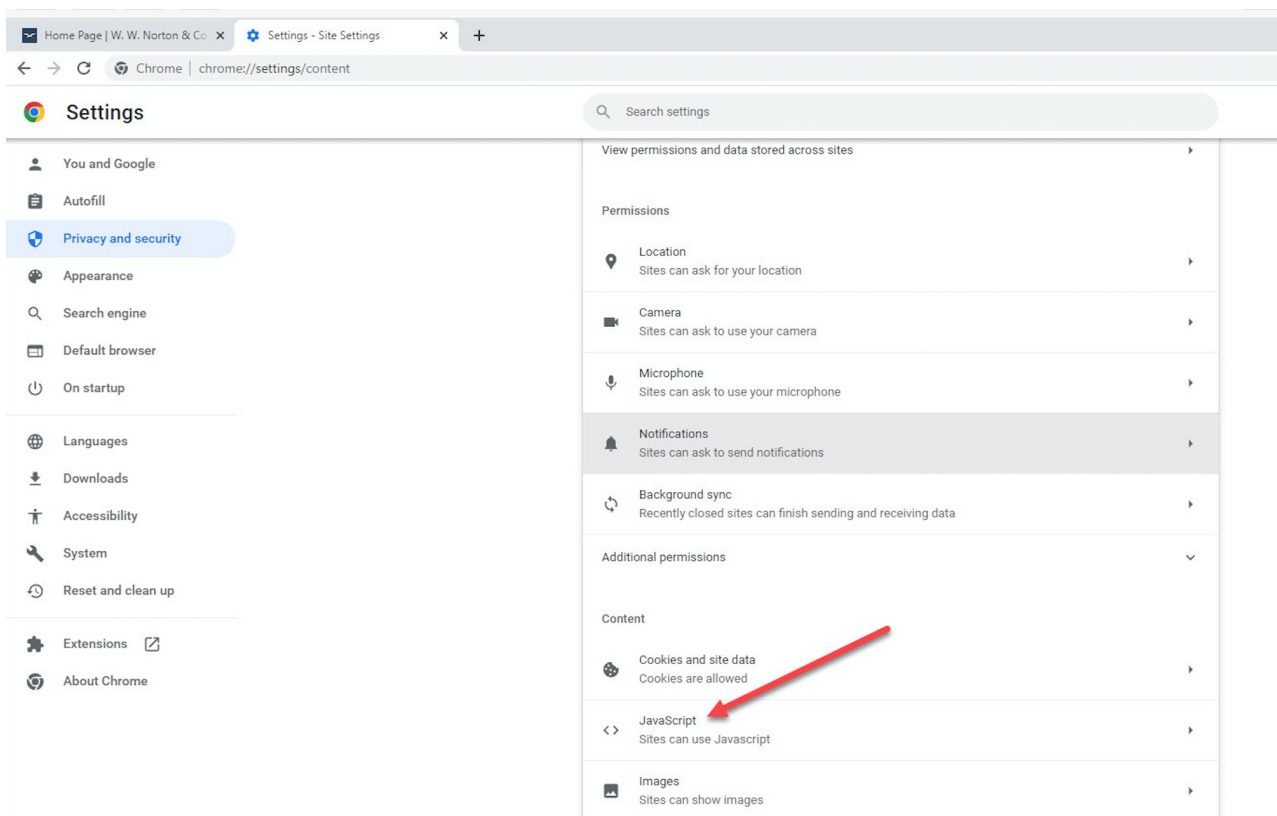 Home Page | W. W. Norton & Co
Settings - Site Settings
Chrome | chrome://settings/content
Settings
Search settings
You and Google
Autofill
Privacy and security
Appearance
Search engine
Default browser
On startup
Languages
Downloads
Accessibility
System
Reset and clean up
Extensions
About Chrome
View permissions and data stored across sites
Permissions
Location
Sites can ask for your location
Camera
Sites can ask to use your camera
Microphone
Sites can ask to use your microphone
Notifications
Sites can ask to send notifications
Background sync
Recently closed sites can finish sending and receiving data
Additional permissions
Content
Cookies and site data
Cookies are allowed
JavaScript
Sites can use Javascript
Images
Sites can show images